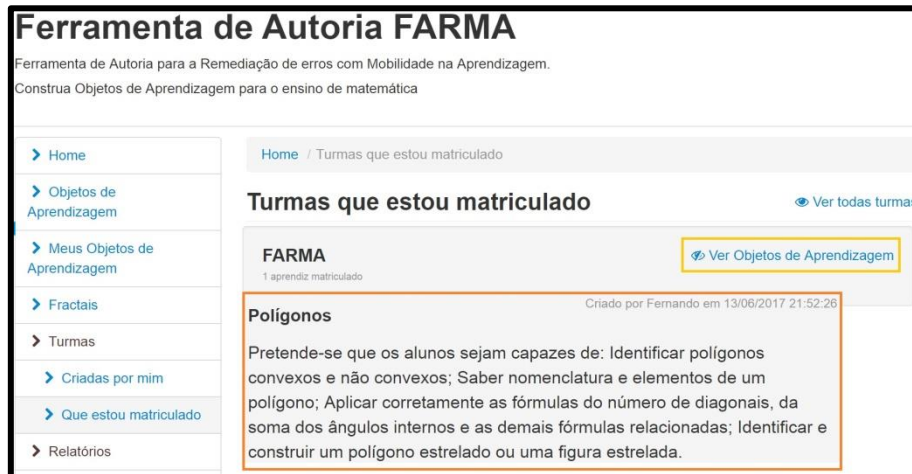 Ferramenta de Autoria FARMA
Ferramenta de Autoria para a Remediação de erros com Mobilidade na Aprendizagem.
Construa Objetos de Aprendizagem para o ensino de matemática
Home
Objetos de
Aprendizagem
Meus Objetos de
Aprendizagem
Fractais
Turmas
Criadas por mim
Que estou matriculado
Relatórios
Home / Turmas que estou matriculado
Turmas que estou matriculado
Ver todas turmas
FARMA
1 aprendiz matriculado
Ver Objetos de Aprendizagem
Criado por Fernando em 13/06/2017 21:52:26
Polígonos
Pretende-se que os alunos sejam capazes de: Identificar polígonos
convexos e não convexos; Saber nomenclatura e elementos de um
polígono; Aplicar corretamente as fórmulas do número de diagonais, da
soma dos ângulos internos e as demais fórmulas relacionadas; Identificar e
construir um polígono estrelado ou uma figura estrelada.